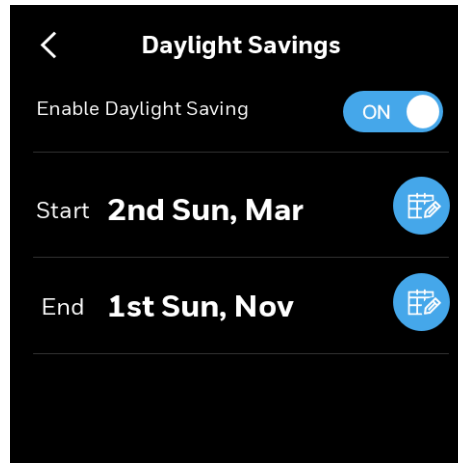 Daylight Savings
Enable Daylight Saving ON
Start 2nd Sun, Mar
End 1st Sun, Nov